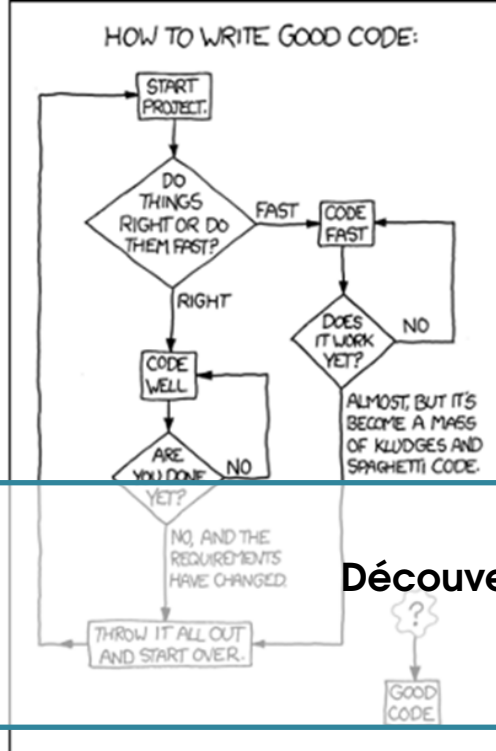 HOW TO WRITE GOOD CODE:
START
PROJECT.
DO
THINGS
RIGHT OR DO
THEM FAST?
FAST
CODE
FAST
RIGHT
DOES
IT WORK
YET?
NO
CODE
WELL
ALMOST, BUT IT'S
BECOME A MASS
OF KLUDGES AND
SPAGHETTI CODE.
ARE
YOU DONE
YET?
NO
NO, AND THE
REQUIREMENTS
HAVE CHANGED.
Découve
THROW IT ALL OUT
AND START OVER.
?
GOOD
CODE